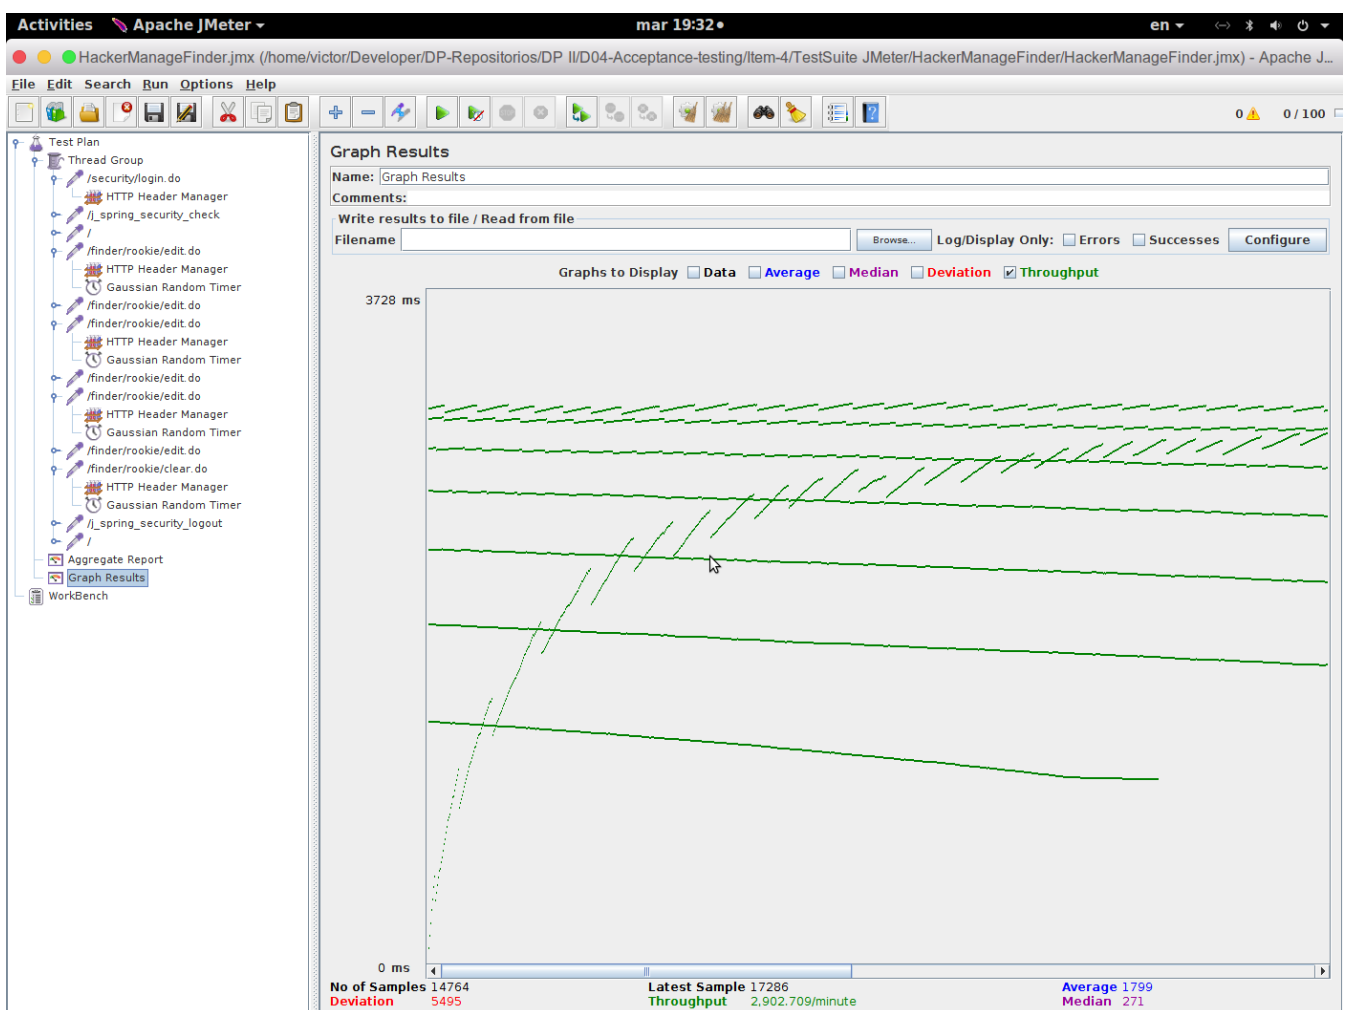 Activities Apache JMeter mar 19:32 en
HackerManageFinder.jmx (/home/victor/Developer/DP-Repositorios/DP II/D04-Acceptance-testing/Item-4/TestSuite JMeter/HackerManageFinder/HackerManageFinder.jmx) - Apache J...
File Edit Search Run Options Help
0 0 / 100
Test Plan
Thread Group
/security/login.do
HTTP Header Manager
/j_spring_security_check
/
/finder/rookie/edit.do
HTTP Header Manager
Gaussian Random Timer
/finder/rookie/edit.do
/finder/rookie/edit.do
HTTP Header Manager
Gaussian Random Timer
/finder/rookie/edit.do
/finder/rookie/edit.do
HTTP Header Manager
Gaussian Random Timer
/finder/rookie/edit.do
/finder/rookie/clear.do
HTTP Header Manager
Gaussian Random Timer
/j_spring_security_logout
/
Aggregate Report
Graph Results
WorkBench
Graph Results
Name: Graph Results
Comments:
Write results to file / Read from file
Filename Browse... Log/Display Only: Errors Successes Configure
Graphs to Display Data Average Median Deviation Throughput
3728 ms
0 ms
No of Samples 14764 Latest Sample 17286 Average 1799
Deviation 5495 Throughput 2,902.709/minute Median 271